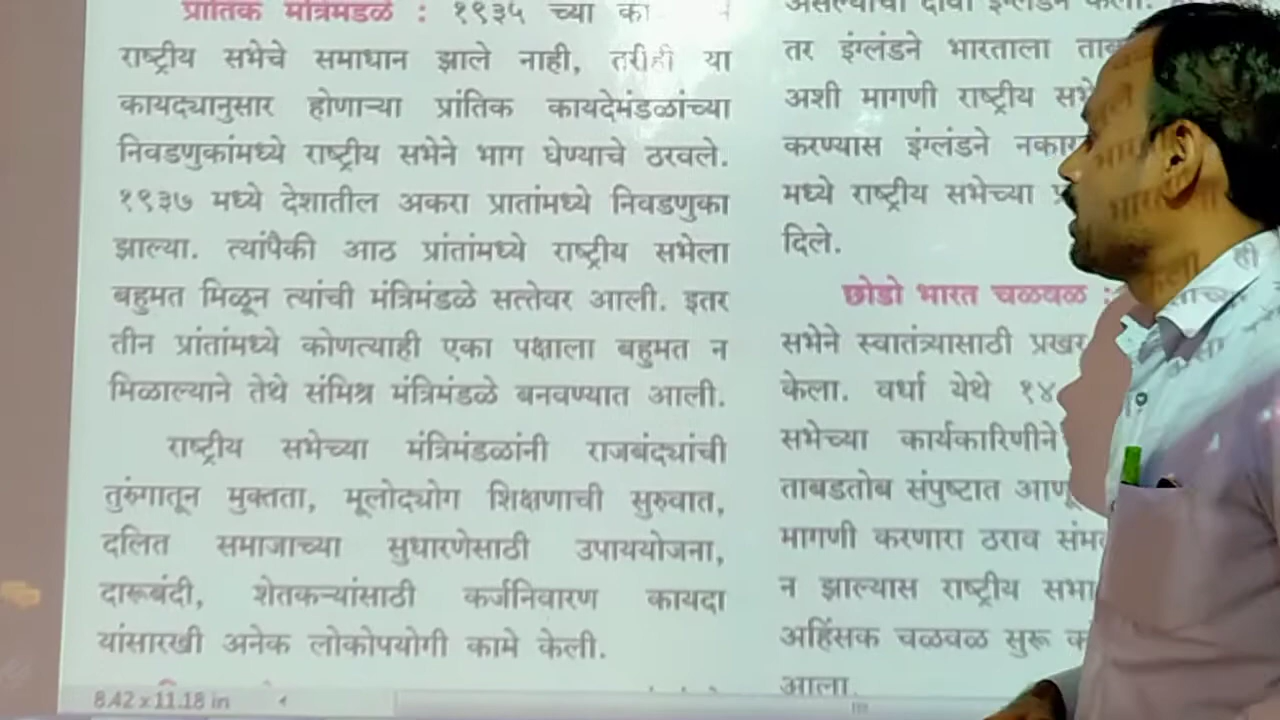 प्रांतिक मंत्रिमंडळे : १९३५ च्या
राष्ट्रीय सभेचे समाधान झाले नाही, तरीही या
कायद्यानुसार होणाऱ्या प्रांतिक कायदेमंडळांच्या
निवडणुकांमध्ये राष्ट्रीय सभेने भाग घेण्याचे ठरवले.
१९३७ मध्ये देशातील अकरा प्रातांमध्ये निवडणुका
झाल्या. त्यांपैकी आठ प्रांतांमध्ये राष्ट्रीय सभेला
बहुमत मिळून त्यांची मंत्रिमंडळे सत्तेवर आली. इतर
तीन प्रांतांमध्ये कोणत्याही एका पक्षाला बहुमत न
मिळाल्याने तेथे संमिश्र मंत्रिमंडळे बनवण्यात आली.
राष्ट्रीय सभेच्या मंत्रिमंडळांनी राजबंद्यांची
तुरुंगातून मुक्तता, मूलोद्योग शिक्षणाची सुरुवात,
दलित समाजाच्या सुधारणेसाठी उपाययोजना,
दारूबंदी, शेतकऱ्यांसाठी कर्जनिवारण कायदा
यांसारखी अनेक लोकोपयोगी कामे केली.
8.42 x 11.18 in
असल्याचा दावा इंग्लंडने केला.
तर इंग्लंडने भारताला
अशी मागणी राष्ट्रीय
करण्यास इंग्लंडने
मध्ये राष्ट्रीय सभेच्या
दिले.
छोडो भारत चळवळ :
सभेने स्वातंत्र्यासाठी प्रखर
केला. वर्धा येथे १४
सभेच्या कार्यकारिणीने
ताबडतोब संपुष्टात
मागणी करणारा ठराव
न झाल्यास राष्ट्रीय सभा
अहिंसक चळवळ सुरू
आला.